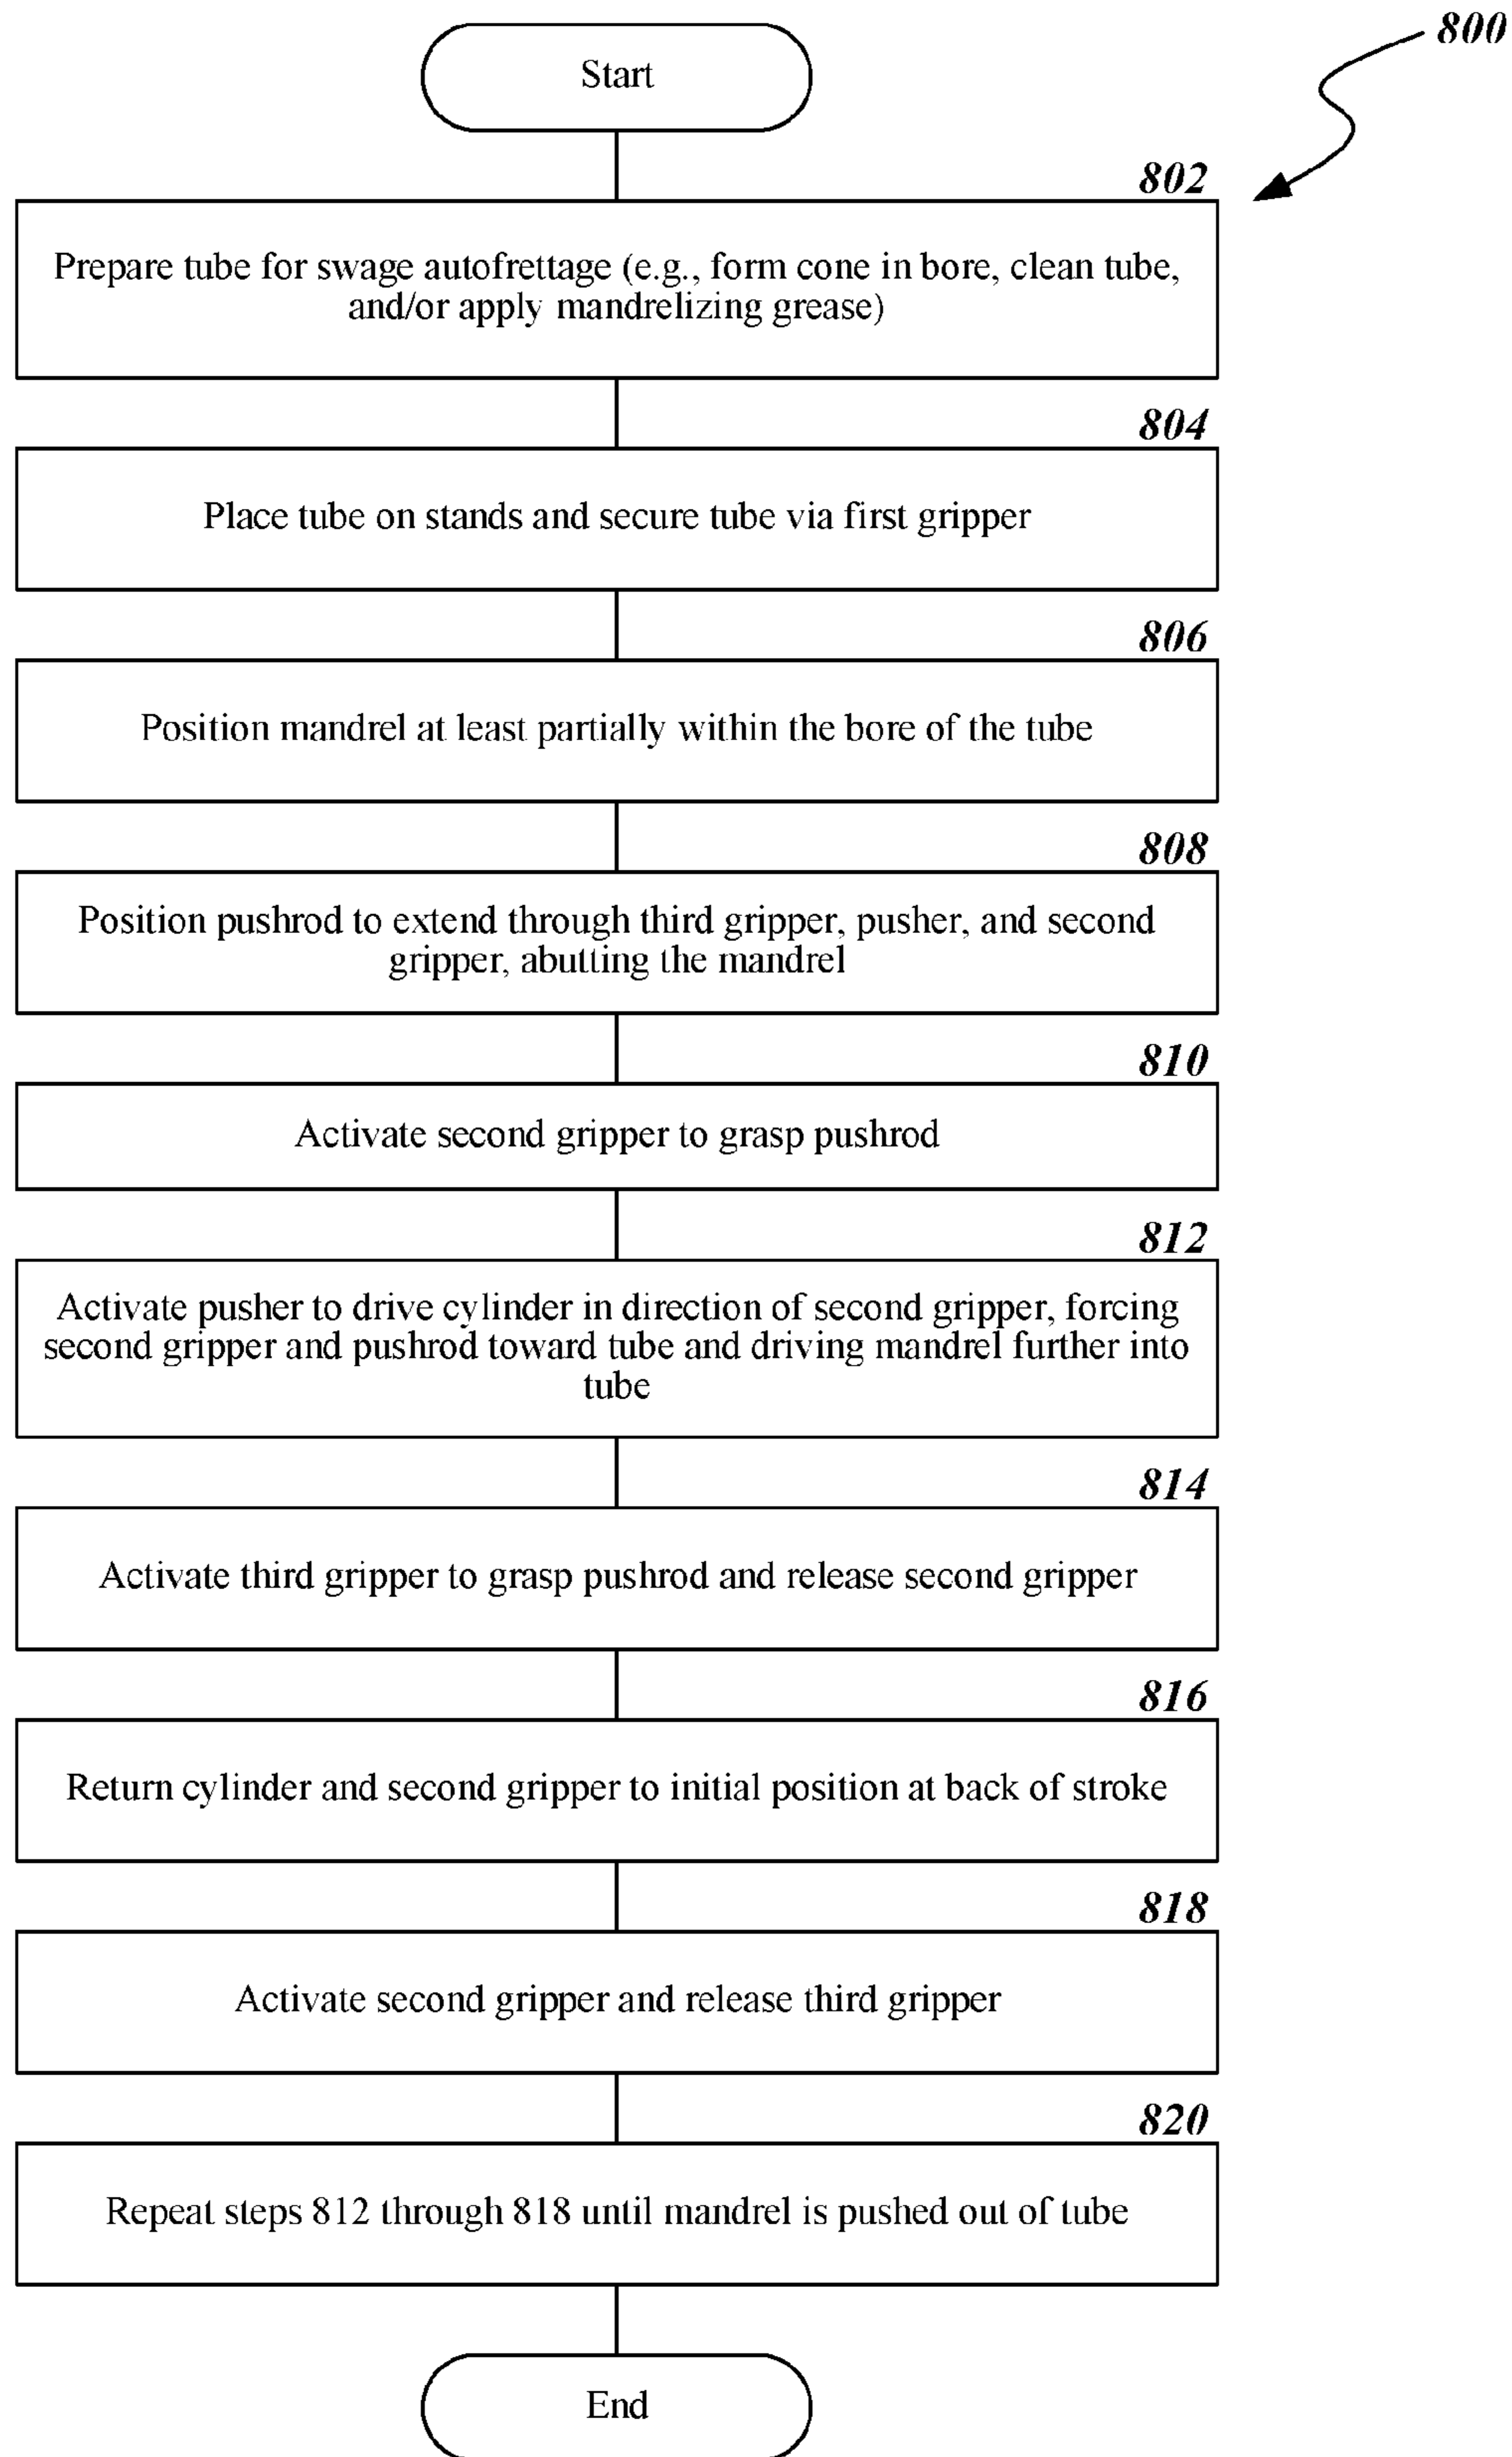 800
Start
802
Prepare tube for swage autofrettage (e.g., form cone in bore, clean tube,
and/or apply mandrelizing grease)
804
Place tube on stands and secure tube via first gripper
806
Position mandrel at least partially within the bore of the tube
808
Position pushrod to extend through third gripper, pusher, and second
gripper, abutting the mandrel
810
Activate second gripper to grasp pushrod
812
Activate pusher to drive cylinder in direction of second gripper, forcing
second gripper and pushrod toward tube and driving mandrel further into
tube
814
Activate third gripper to grasp pushrod and release second gripper
816
Return cylinder and second gripper to initial position at back of stroke
818
Activate second gripper and release third gripper
820
Repeat steps 812 through 818 until mandrel is pushed out of tube
End